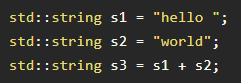 std::string s1 = "hello ";
std::string s2 = "world";
std::string s3 = s1 + s2;